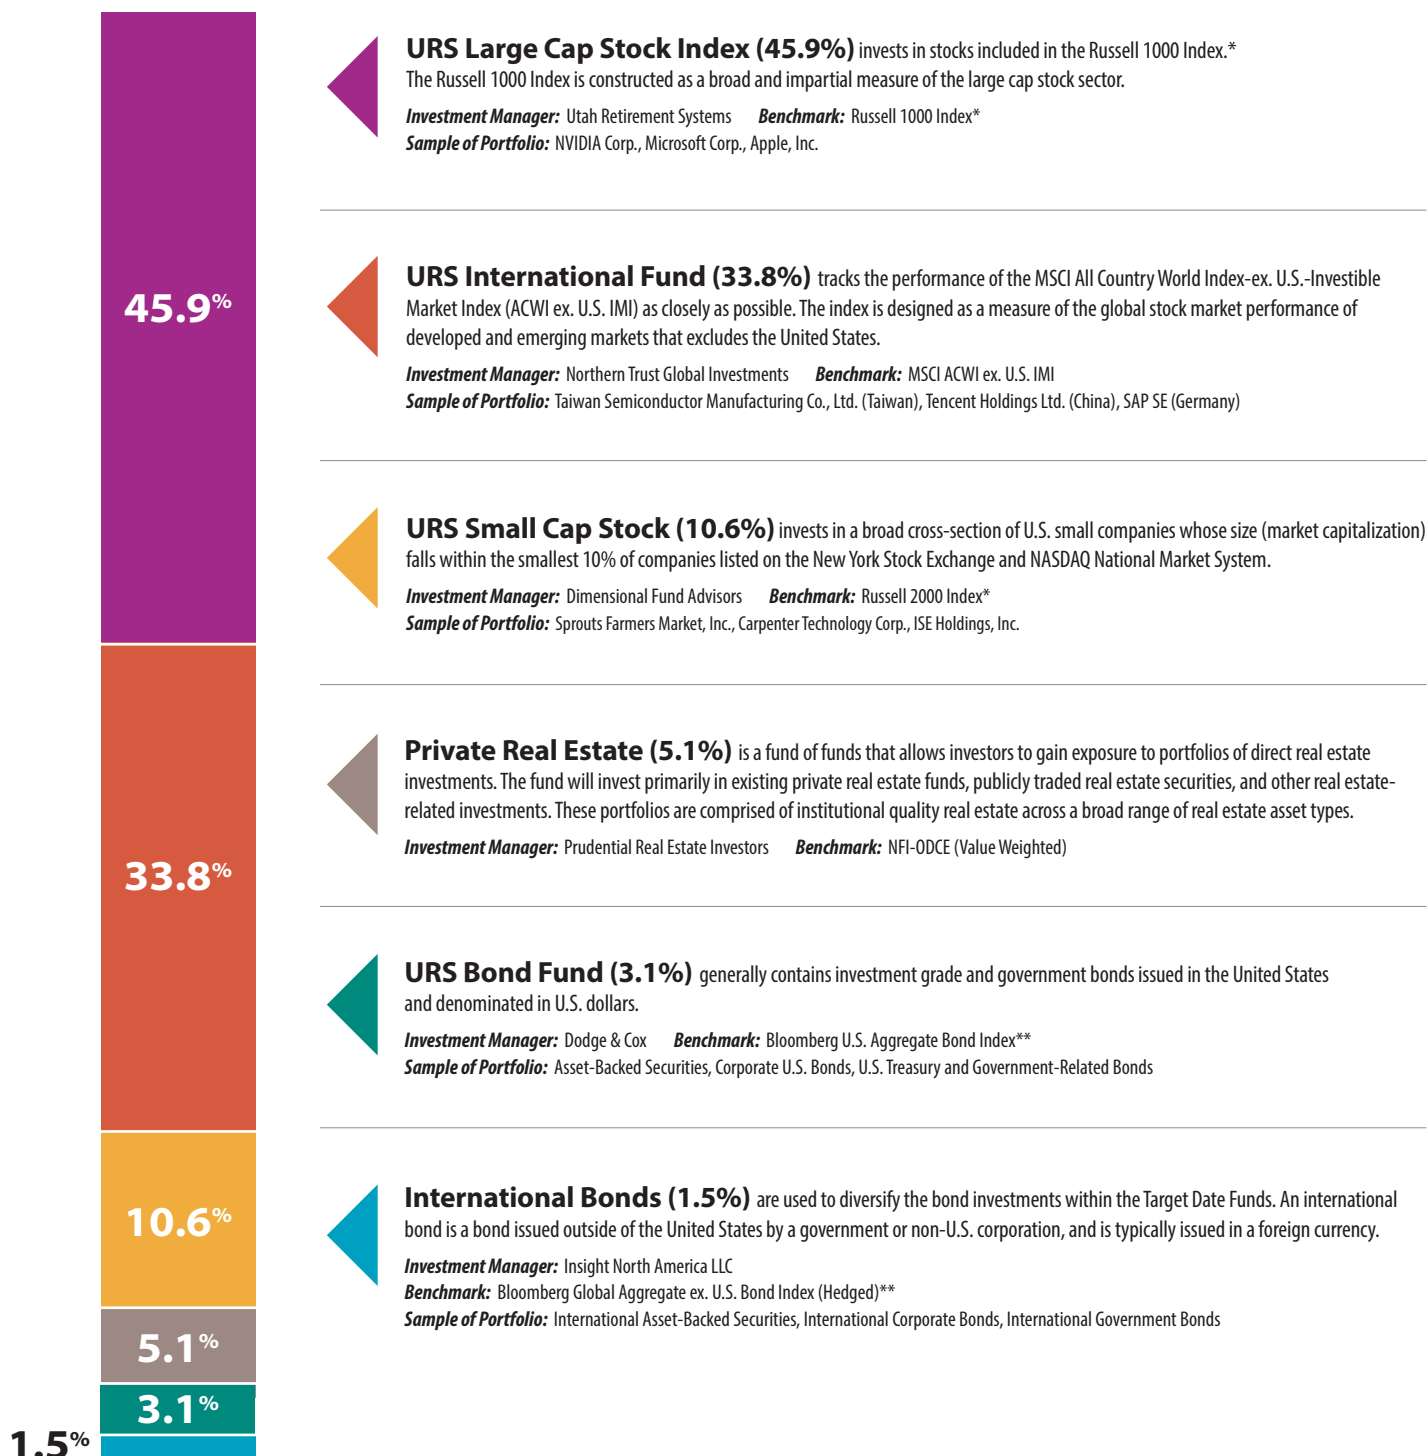 URS Large Cap Stock Index (45.9%) invests in stocks included in the Russell 1000 Index.*
The Russell 1000 Index is constructed as a broad and impartial measure of the large cap stock sector.
Investment Manager: Utah Retirement Systems Benchmark: Russell 1000 Index*
Sample of Portfolio: NVIDIA Corp., Microsoft Corp., Apple, Inc.
45.9%
URS International Fund (33.8%) tracks the performance of the MSCI All Country World Index-ex. U.S.-Investible
Market Index (ACWI ex. U.S. IMI) as closely as possible. The index is designed as a measure of the global stock market performance of
developed and emerging markets that excludes the United States.
Investment Manager: Northern Trust Global Investments Benchmark: MSCI ACWI ex. U.S. IMI
Sample of Portfolio: Taiwan Semiconductor Manufacturing Co., Ltd. (Taiwan), Tencent Holdings Ltd. (China), SAP SE (Germany)
URS Small Cap Stock (10.6%) invests in a broad cross-section of U.S. small companies whose size (market capitalization)
falls within the smallest 10% of companies listed on the New York Stock Exchange and NASDAQ National Market System.
Investment Manager: Dimensional Fund Advisors Benchmark: Russell 2000 Index*
Sample of Portfolio: Sprouts Farmers Market, Inc., Carpenter Technology Corp., ISE Holdings, Inc.
Private Real Estate (5.1%) is a fund of funds that allows investors to gain exposure to portfolios of direct real estate
investments. The fund will invest primarily in existing private real estate funds, publicly traded real estate securities, and other real estate-
related investments. These portfolios are comprised of institutional quality real estate across a broad range of real estate asset types.
Investment Manager: Prudential Real Estate Investors Benchmark: NFI-ODCE (Value Weighted)
33.8%
URS Bond Fund (3.1%) generally contains investment grade and government bonds issued in the United States
and denominated in U.S. dollars.
Investment Manager: Dodge & Cox Benchmark: Bloomberg U.S. Aggregate Bond Index**
Sample of Portfolio: Asset-Backed Securities, Corporate U.S. Bonds, U.S. Treasury and Government-Related Bonds
International Bonds (1.5%) are used to diversify the bond investments within the Target Date Funds. An international
bond is a bond issued outside of the United States by a government or non-U.S. corporation, and is typically issued in a foreign currency.
Investment Manager: Insight North America LLC
Benchmark: Bloomberg Global Aggregate ex. U.S. Bond Index (Hedged)**
Sample of Portfolio: International Asset-Backed Securities, International Corporate Bonds, International Government Bonds
10.6%
5.1%
3.1%
1.5%